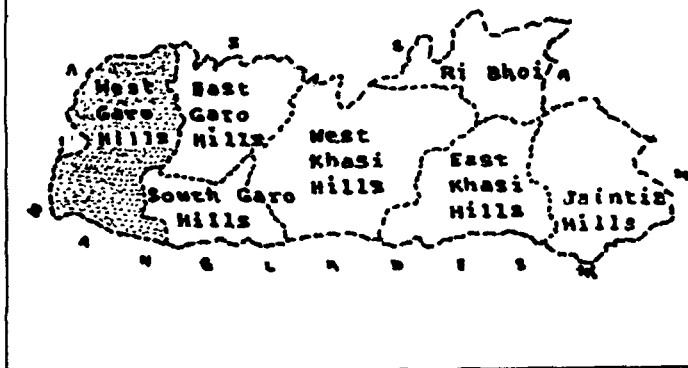 A S S A M
West
Garo
Hills
East
Garo
Hills
South Garo
Hills
West
Khasi
Hills
Ri Bhoi
East
Khasi
Hills
Jaintia
Hills
B A N G L A D E S H